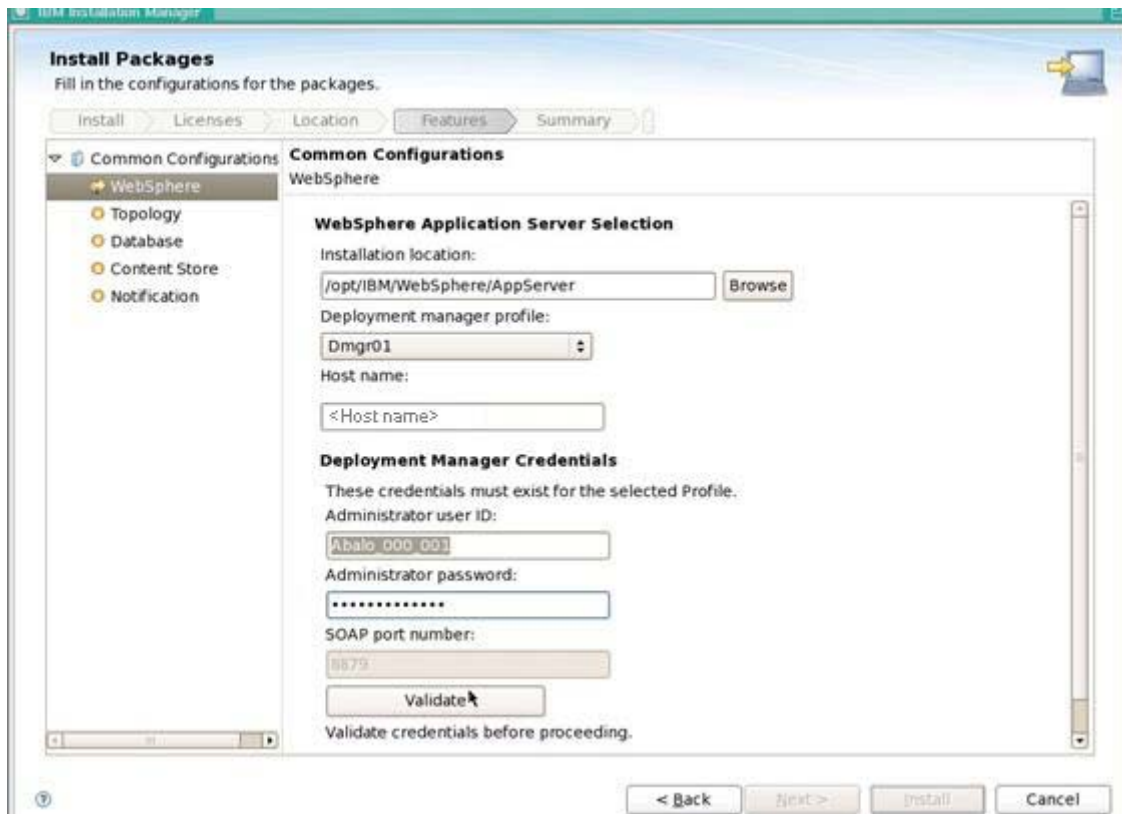 IBM Installation Manager
Install Packages
Fill in the configurations for the packages.
Install Licenses Location Features Summary
Common Configurations
WebSphere
Topology
Database
Content Store
Notification
Common Configurations
WebSphere
WebSphere Application Server Selection
Installation location:
/opt/IBM/WebSphere/AppServer Browse
Deployment manager profile:
Dmgr01
Host name:
<Host name>
Deployment Manager Credentials
These credentials must exist for the selected Profile.
Administrator user ID:
Abalo_000_001
Administrator password:
•••••••••••••
SOAP port number:
8879
Validate
Validate credentials before proceeding.
? < Back Next > Install Cancel